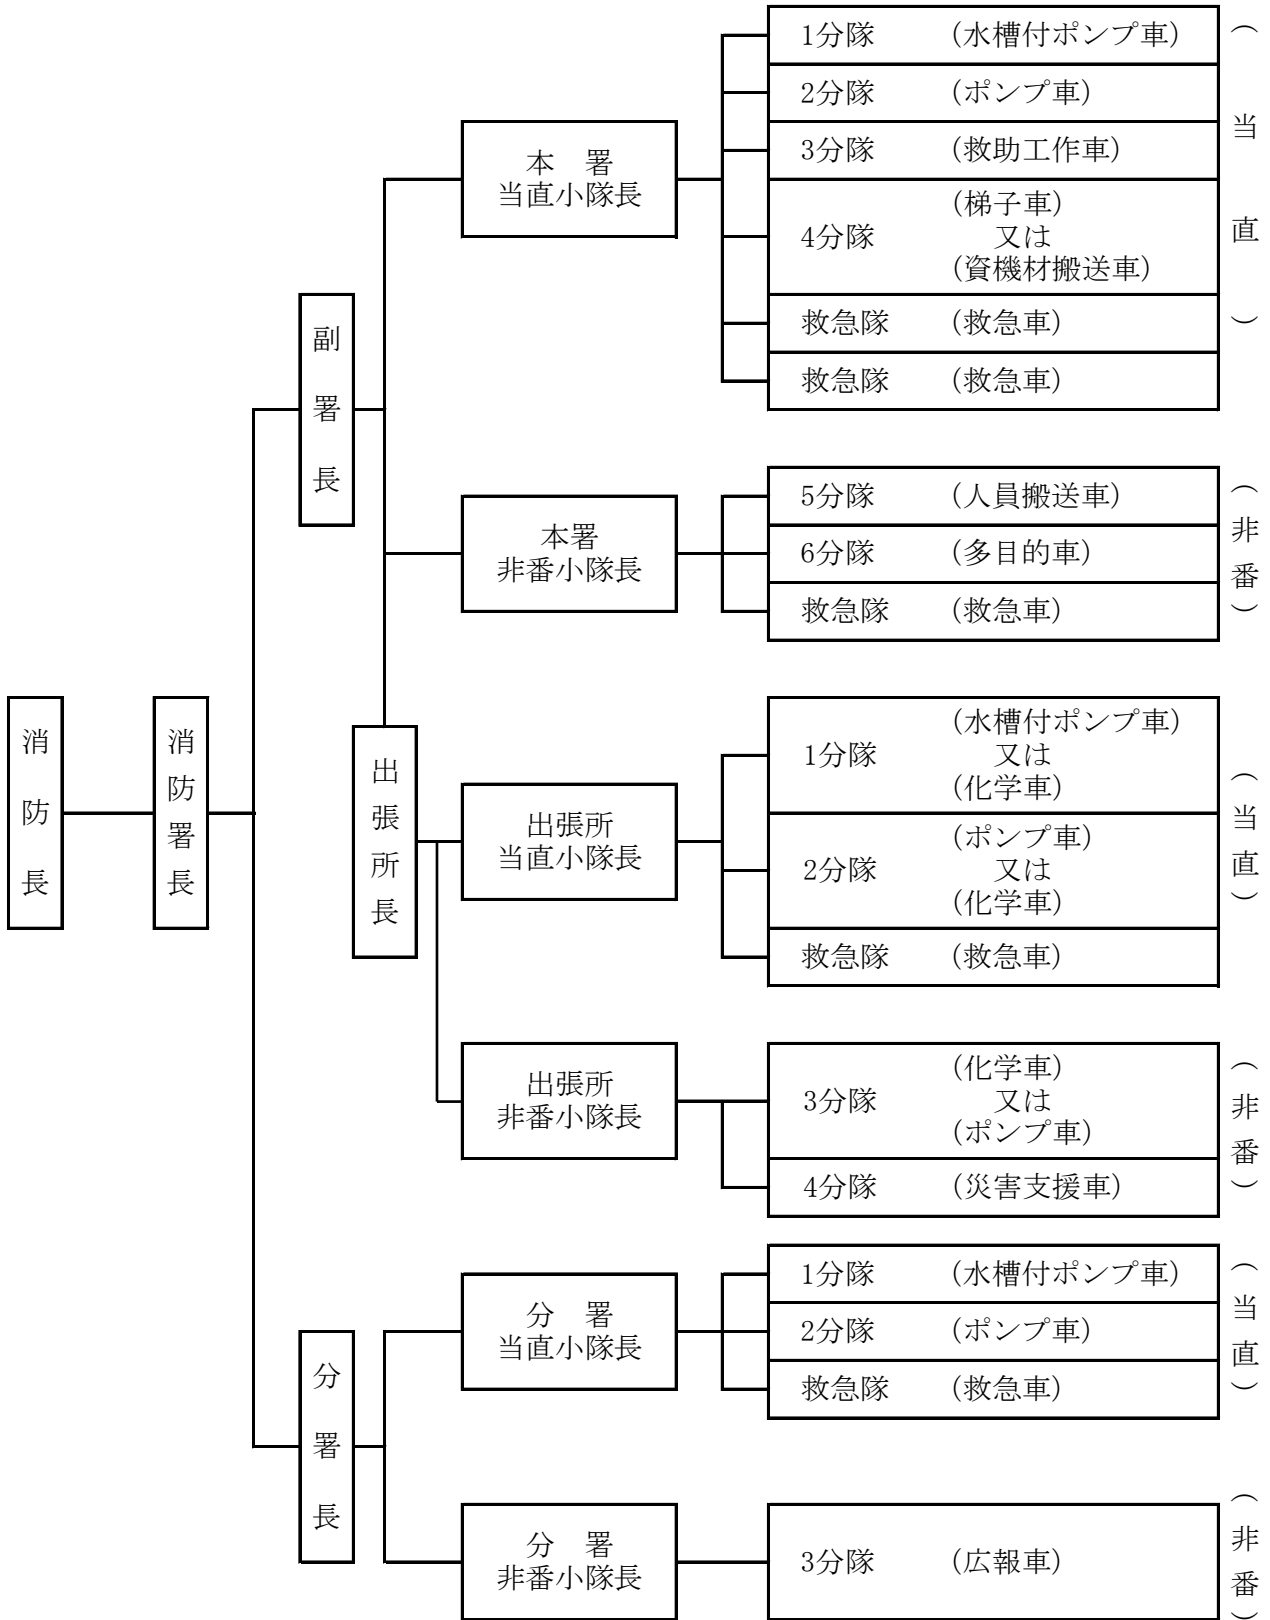 消防長
消防署長
副署長
出張所長
分署長
本　署
当直小隊長
1分隊　（水槽付ポンプ車）
2分隊　（ポンプ車）
3分隊　（救助工作車）
4分隊　（梯子車）
又は
（資機材搬送車）
救急隊　（救急車）
救急隊　（救急車）
（当直）
本署
非番小隊長
5分隊　（人員搬送車）
6分隊　（多目的車）
救急隊　（救急車）
（非番）
出張所
当直小隊長
1分隊　（水槽付ポンプ車）
又は
（化学車）
2分隊　（ポンプ車）
又は
（化学車）
救急隊　（救急車）
（当直）
出張所
非番小隊長
3分隊　（化学車）
又は
（ポンプ車）
4分隊　（災害支援車）
（非番）
分　署
当直小隊長
1分隊　（水槽付ポンプ車）
2分隊　（ポンプ車）
救急隊　（救急車）
（当直）
分　署
非番小隊長
3分隊　（広報車）
（非番）